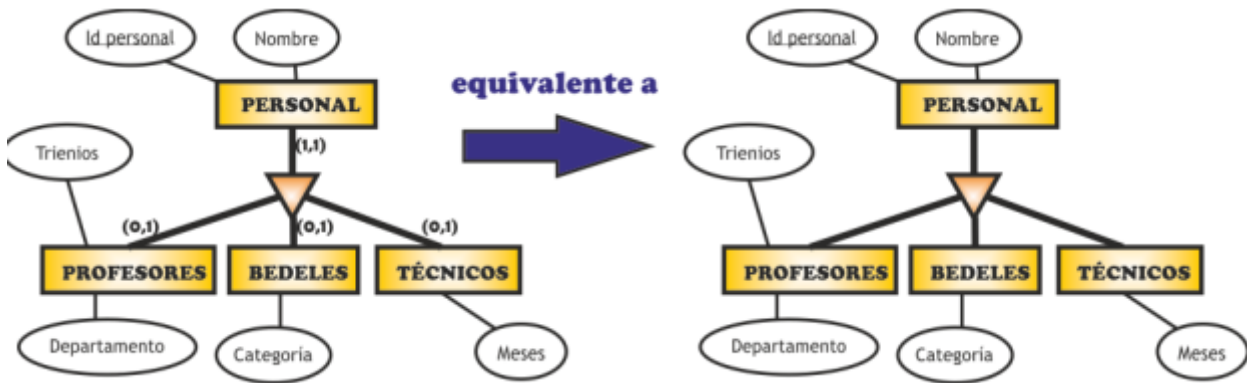 Id personal
Nombre
PERSONAL
(1,1)
Trienios
(0,1)
(0,1)
(0,1)
PROFESORES
BEDELES
TÉCNICOS
Departamento
Categoría
Meses
equivalente a
Id personal
Nombre
PERSONAL
Trienios
PROFESORES
BEDELES
TÉCNICOS
Departamento
Categoría
Meses